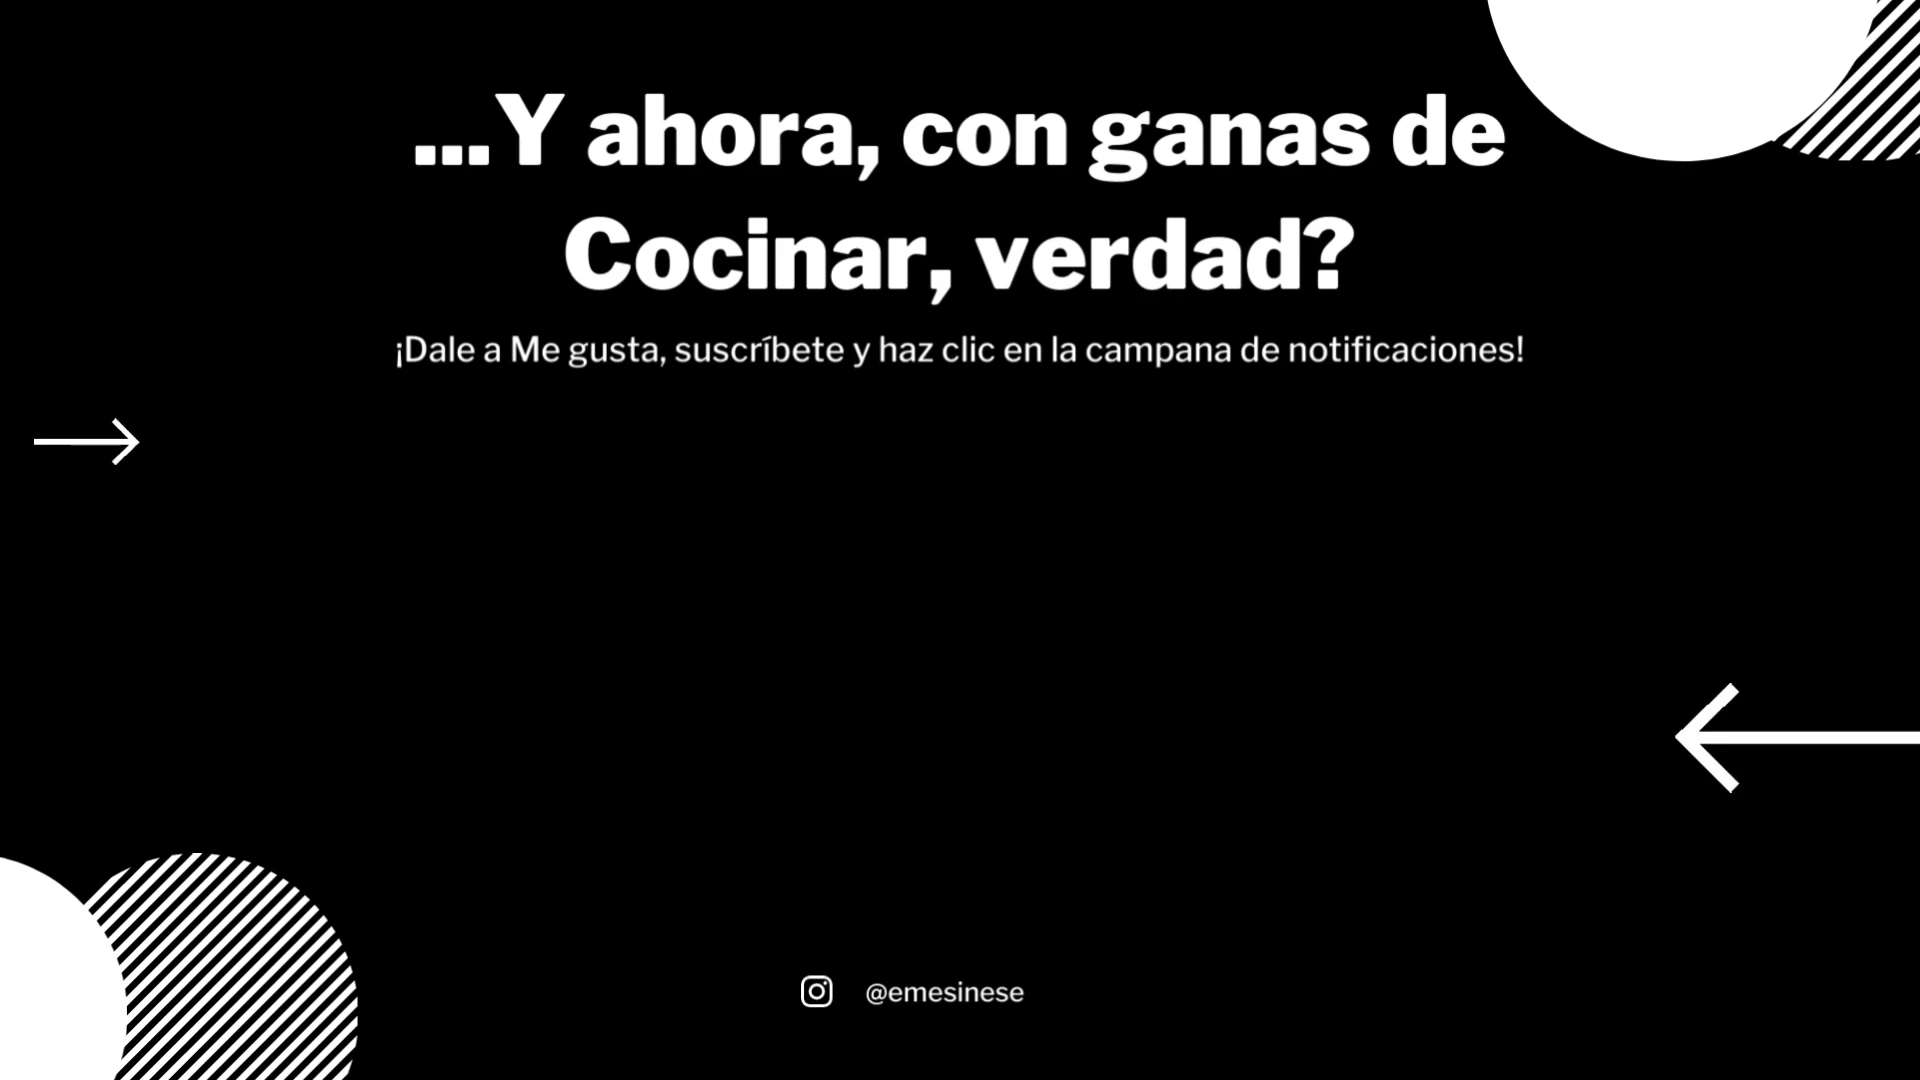 ...Y ahora, con ganas de
Cocinar, verdad?
¡Dale a Me gusta, suscríbete y haz clic en la campana de notificaciones!
@emesinese